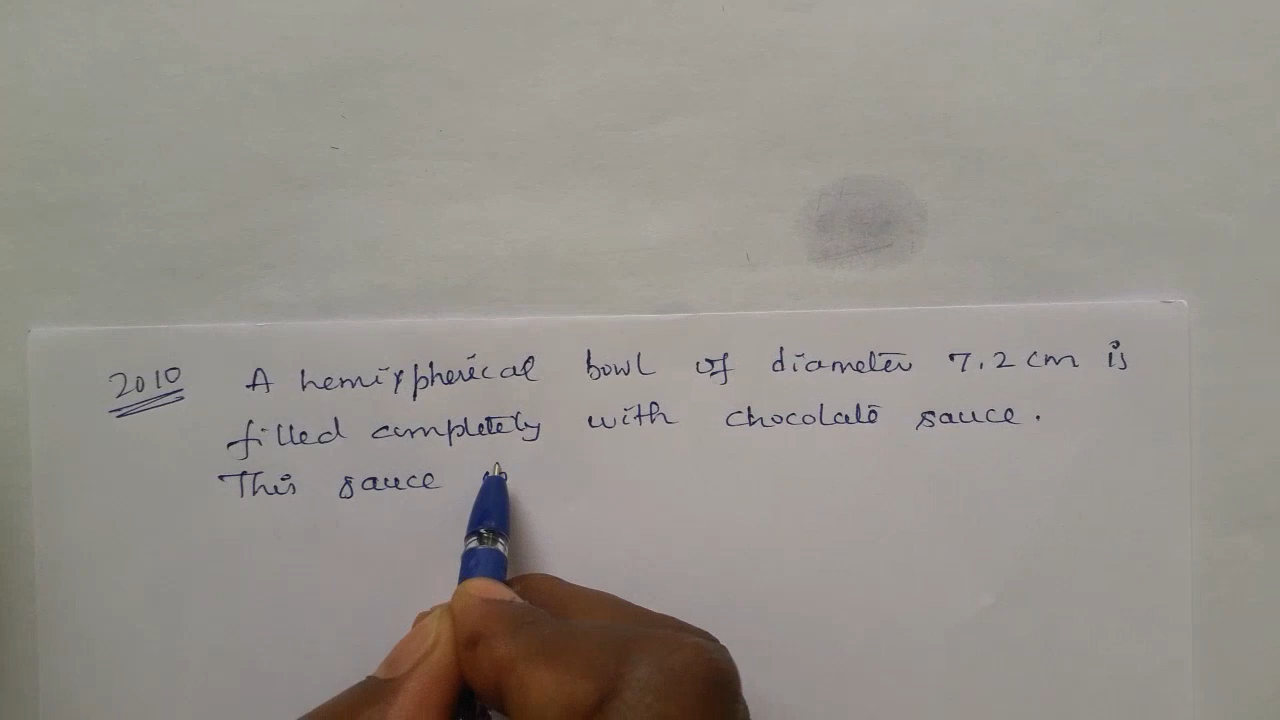 2010 A hemispherical bowl of diameter 7.2 cm is
filled completely with chocolate sauce.
This sauce